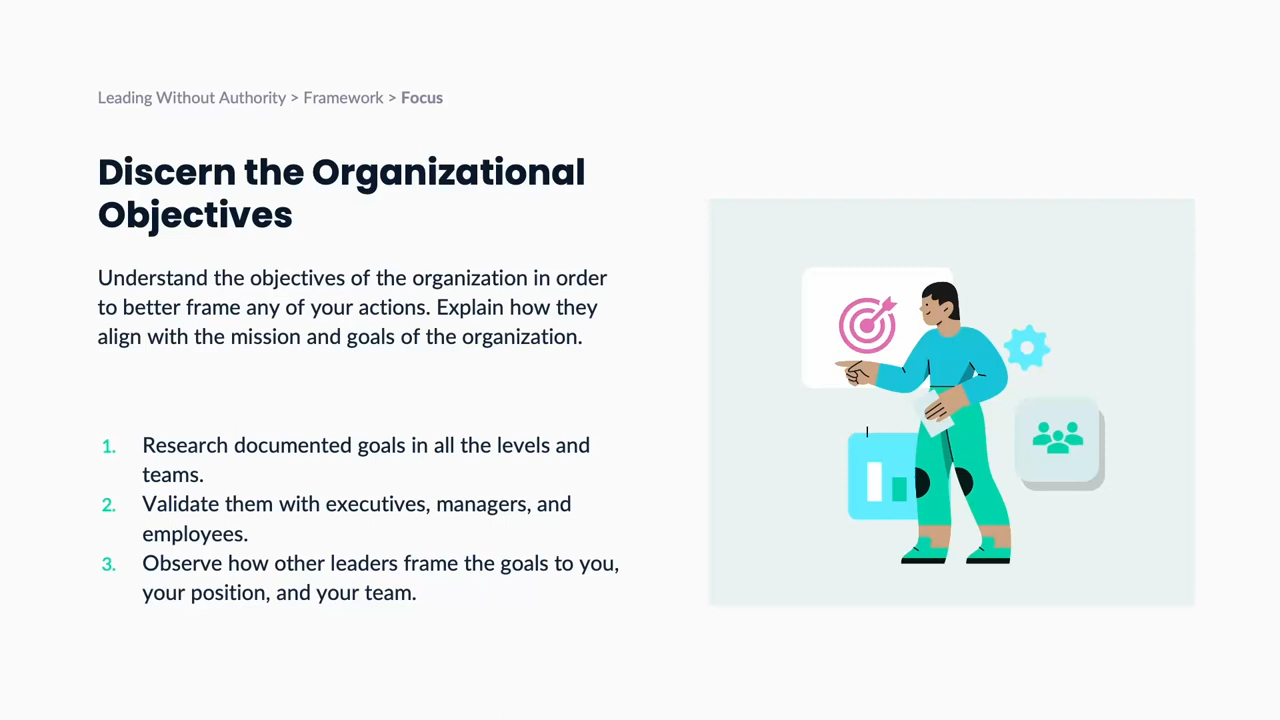 Leading Without Authority > Framework > Focus
Discern the Organizational
Objectives
Understand the objectives of the organization in order
to better frame any of your actions. Explain how they
align with the mission and goals of the organization.
1. Research documented goals in all the levels and
teams.
2. Validate them with executives, managers, and
employees.
3. Observe how other leaders frame the goals to you,
your position, and your team.